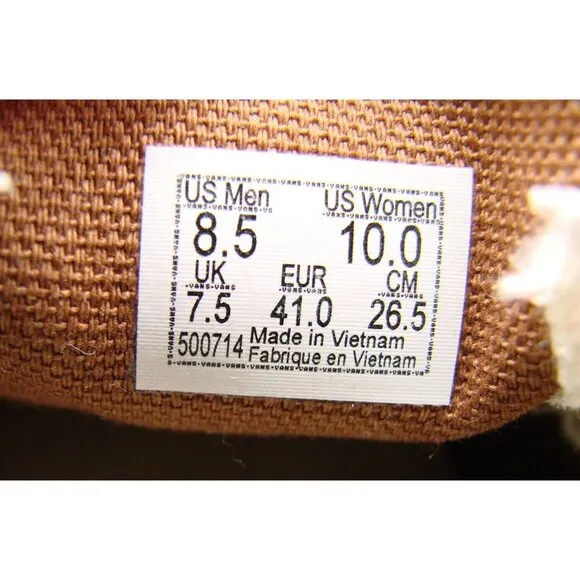 US Men US Women
8.5 10.0
UK EUR CM
7.5 41.0 26.5
500714 Made in Vietnam
Fabrique en Vietnam